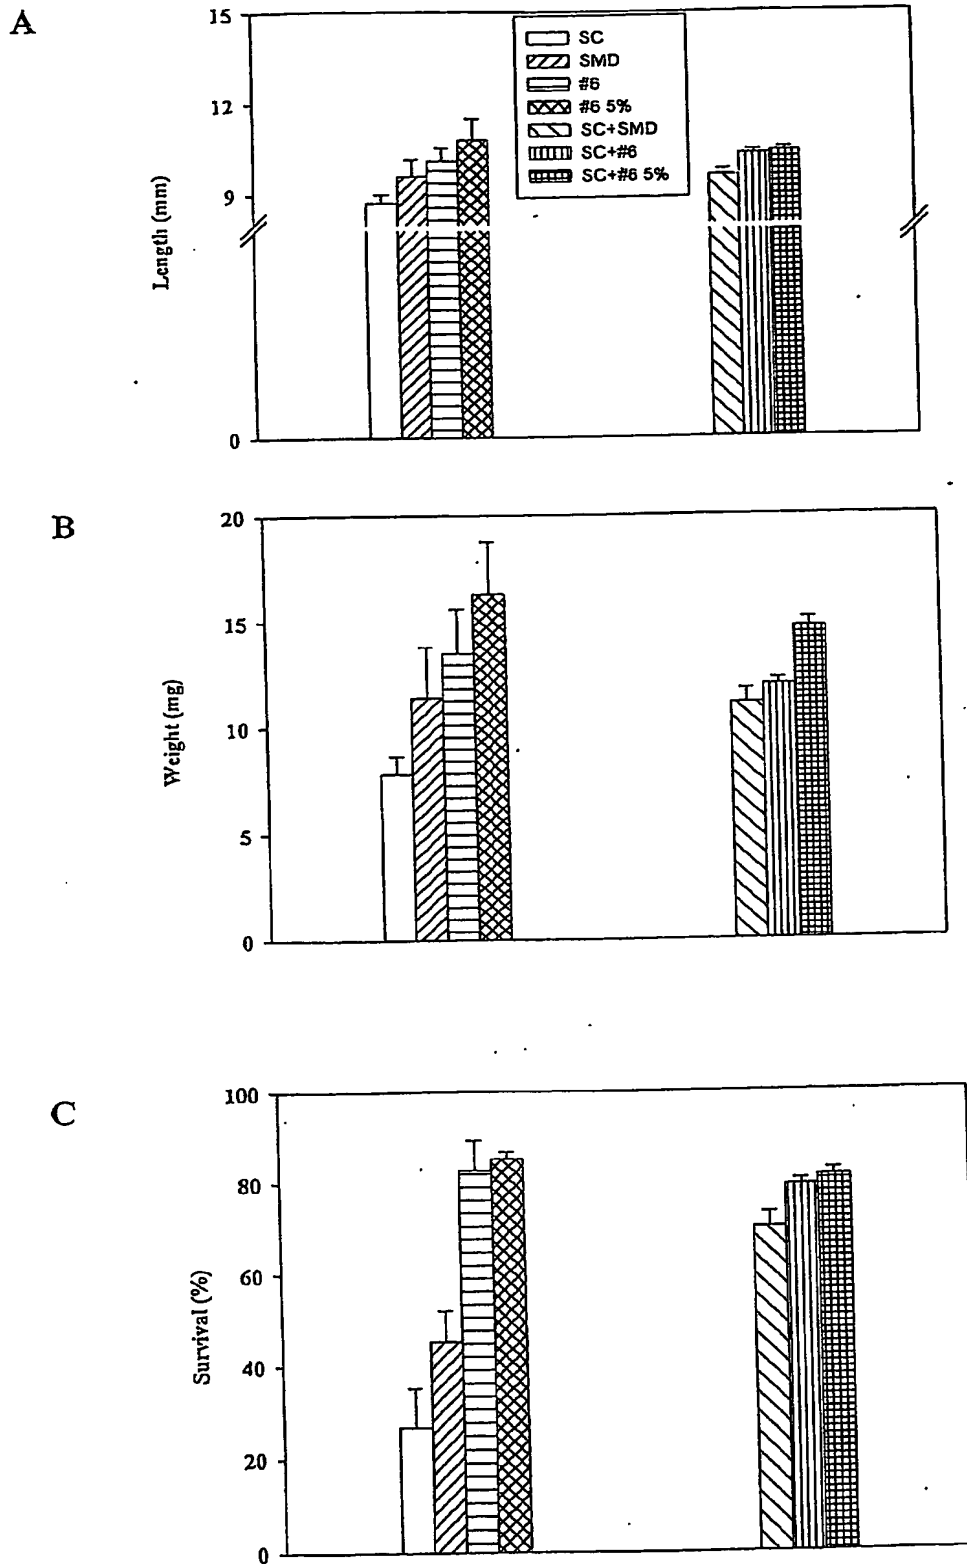 A
15
12
9
0
Length (mm)
SC
SMD
#6
#6 5%
SC+SMD
SC+#6
SC+#6 5%
B
20
15
10
5
0
Weight (mg)
C
100
80
60
40
20
0
Survival (%)